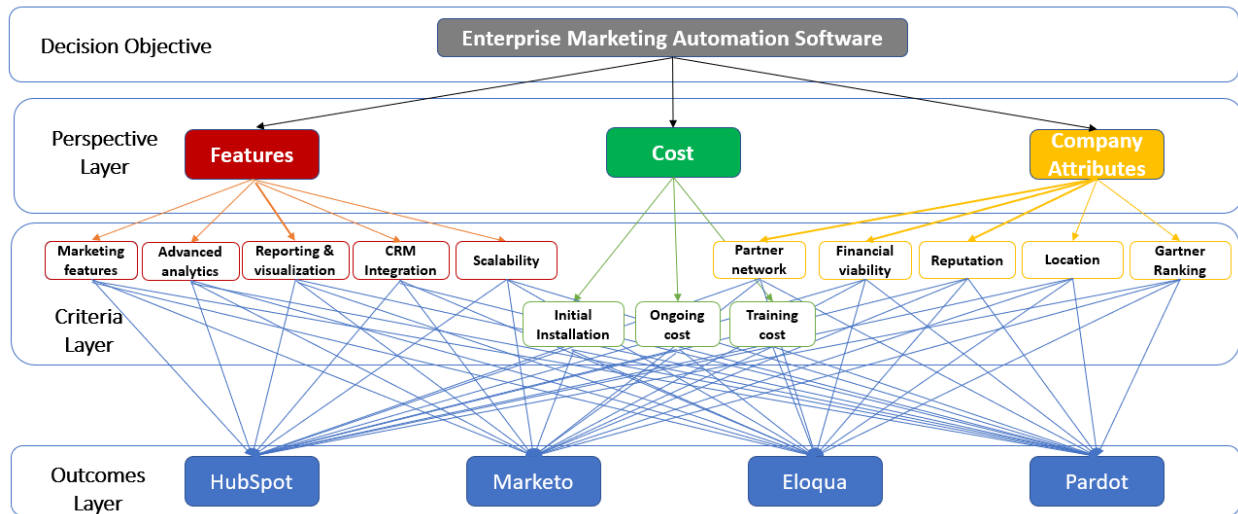 Decision Objective
Enterprise Marketing Automation Software
Perspective
Layer
Features
Cost
Company
Attributes
Marketing
features
Advanced
analytics
Reporting &
visualization
CRM
Integration
Scalability
Partner
network
Financial
viability
Reputation
Location
Gartner
Ranking
Criteria
Layer
Initial
Installation
Ongoing
cost
Training
cost
Outcomes
Layer
HubSpot
Marketo
Eloqua
Pardot